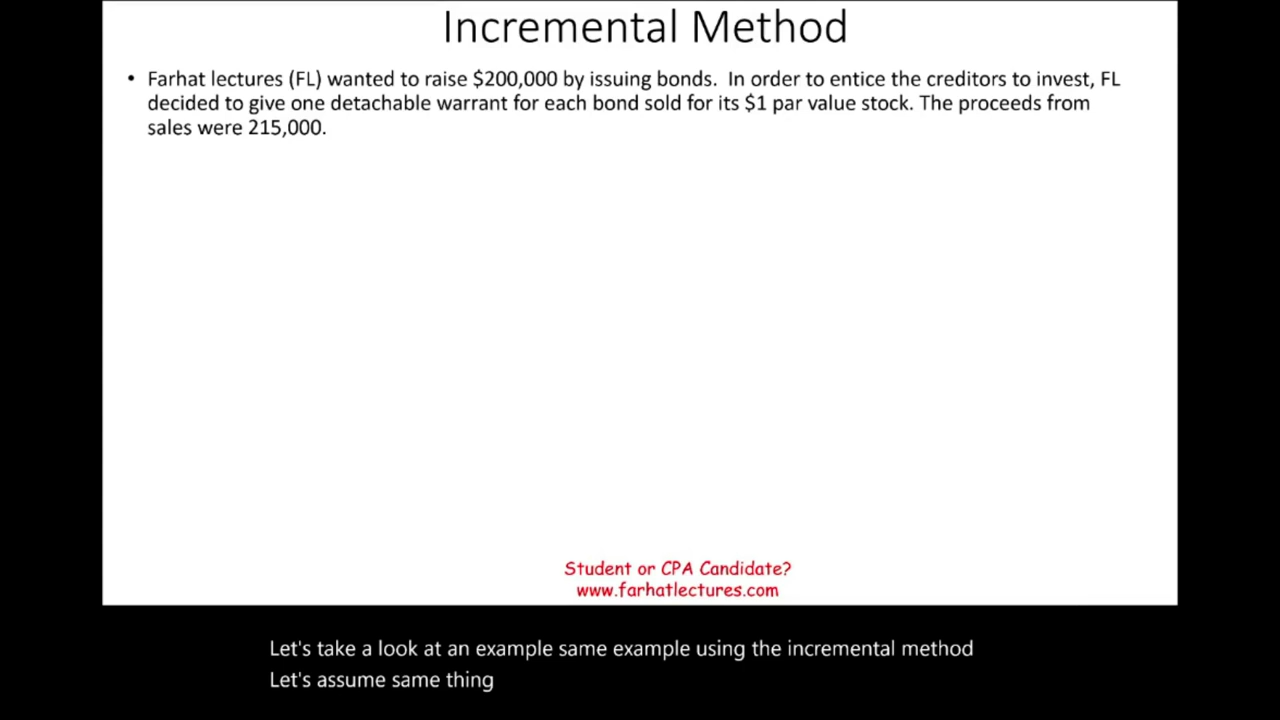 Incremental Method
• Farhat lectures (FL) wanted to raise $200,000 by issuing bonds.  In order to entice the creditors to invest, FL
decided to give one detachable warrant for each bond sold for its $1 par value stock. The proceeds from
sales were 215,000.
Student or CPA Candidate?
www.farhatlectures.com
Let's take a look at an example same example using the incremental method
Let's assume same thing